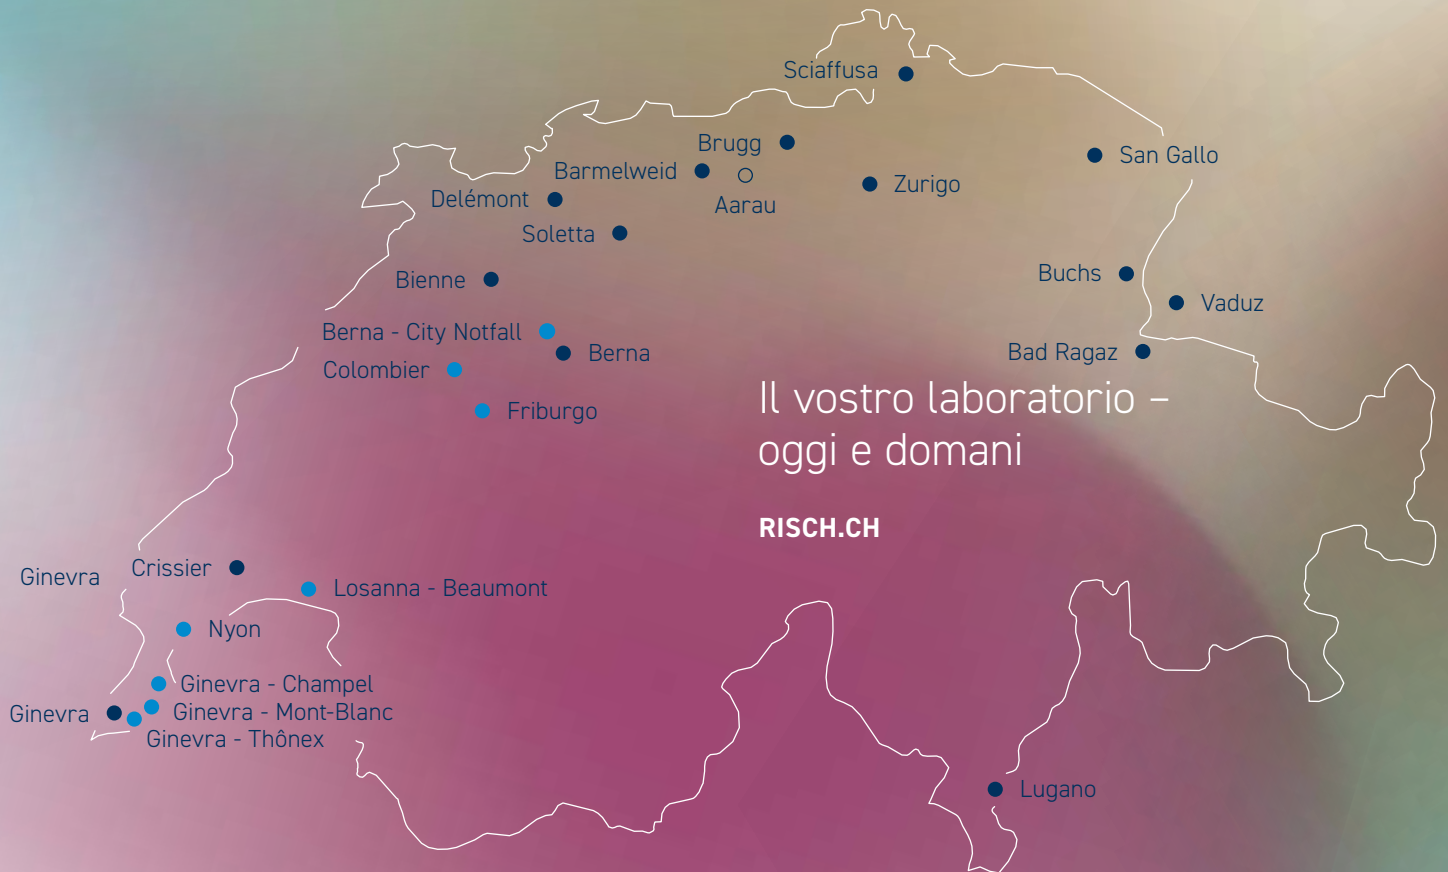 Sciaffusa
Brugg
San Gallo
Barmelweid
Zurigo
Delémont
Aarau
Soletta
Buchs
Bienne
Vaduz
Berna - City Notfall
Berna
Bad Ragaz
Colombier
Friburgo
Il vostro laboratorio –
oggi e domani
RISCH.CH
Crissier
Ginevra
Losanna - Beaumont
Nyon
Ginevra - Champel
Ginevra
Ginevra - Mont-Blanc
Ginevra - Thônex
Lugano